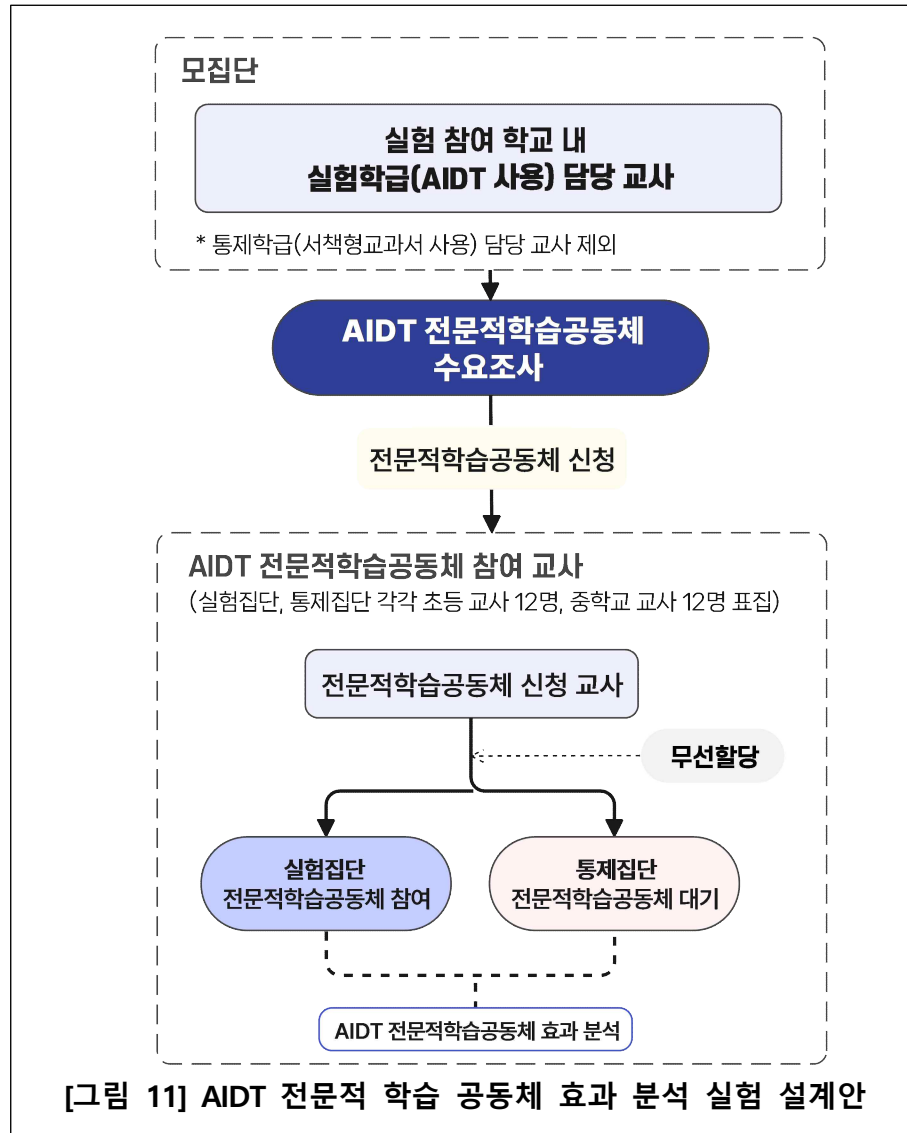 모집단
실험 참여 학교 내
실험학급(AIDT 사용) 담당 교사
* 통제학급(서책형교과서 사용) 담당 교사 제외
AIDT 전문적학습공동체
수요조사
전문적학습공동체 신청
AIDT 전문적학습공동체 참여 교사
(실험집단, 통제집단 각각 초등 교사 12명, 중학교 교사 12명 표집)
전문적학습공동체 신청 교사
무선할당
실험집단
전문적학습공동체 참여
통제집단
전문적학습공동체 대기
AIDT 전문적학습공동체 효과 분석
[그림 11] AIDT 전문적 학습 공동체 효과 분석 실험 설계안